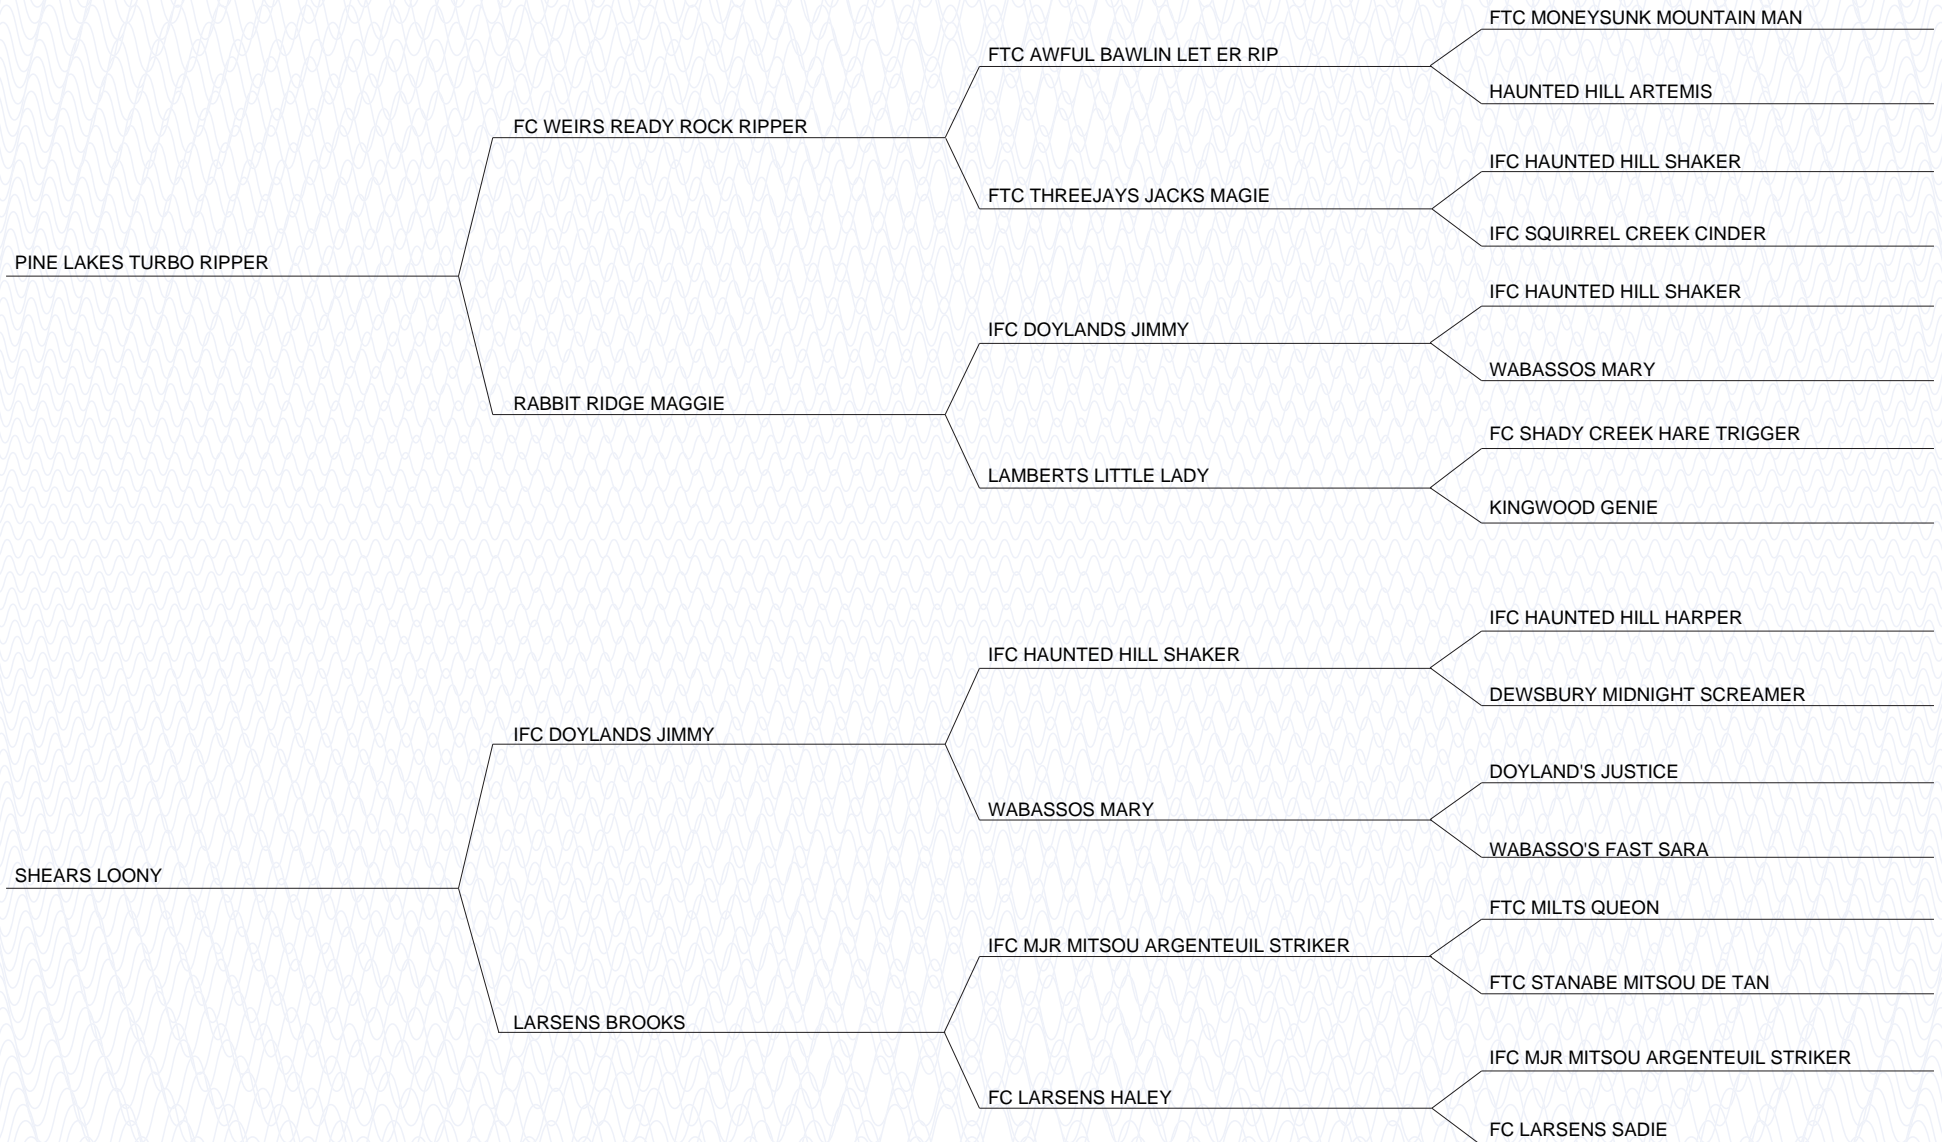 FTC MONEYSUNK MOUNTAIN MAN
FTC AWFUL BAWLIN LET ER RIP
HAUNTED HILL ARTEMIS
FC WEIRS READY ROCK RIPPER
IFC HAUNTED HILL SHAKER
FTC THREEJAYS JACKS MAGIE
IFC SQUIRREL CREEK CINDER
PINE LAKES TURBO RIPPER
IFC HAUNTED HILL SHAKER
IFC DOYLANDS JIMMY
WABASSOS MARY
RABBIT RIDGE MAGGIE
FC SHADY CREEK HARE TRIGGER
LAMBERTS LITTLE LADY
KINGWOOD GENIE
IFC HAUNTED HILL HARPER
IFC HAUNTED HILL SHAKER
DEWSBURY MIDNIGHT SCREAMER
IFC DOYLANDS JIMMY
DOYLAND'S JUSTICE
WABASSOS MARY
WABASSO'S FAST SARA
SHEARS LOONY
FTC MILTS QUEON
IFC MJR MITSOU ARGENTEUIL STRIKER
FTC STANABE MITSOU DE TAN
LARSENS BROOKS
IFC MJR MITSOU ARGENTEUIL STRIKER
FC LARSENS HALEY
FC LARSENS SADIE